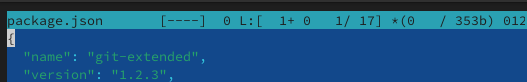 package.json [----] 0 L:[ 1+ 0 1/ 17] *(0 / 353b) 012
{
"name": "git-extended",
"version": "1.2.3",